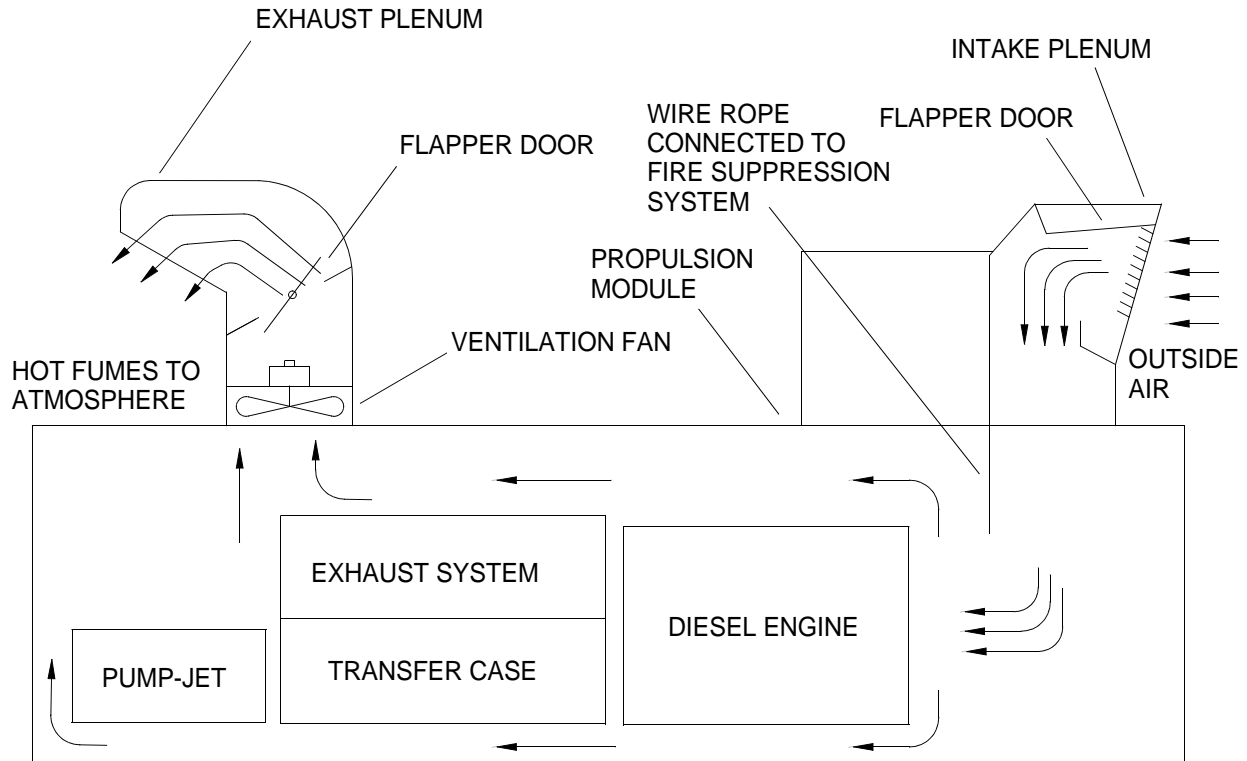 EXHAUST PLENUM
INTAKE PLENUM
WIRE ROPE
CONNECTED TO
FIRE SUPPRESSION
SYSTEM
FLAPPER DOOR
FLAPPER DOOR
PROPULSION
MODULE
VENTILATION FAN
HOT FUMES TO
ATMOSPHERE
OUTSIDE
AIR
EXHAUST SYSTEM
DIESEL ENGINE
PUMP-JET
TRANSFER CASE